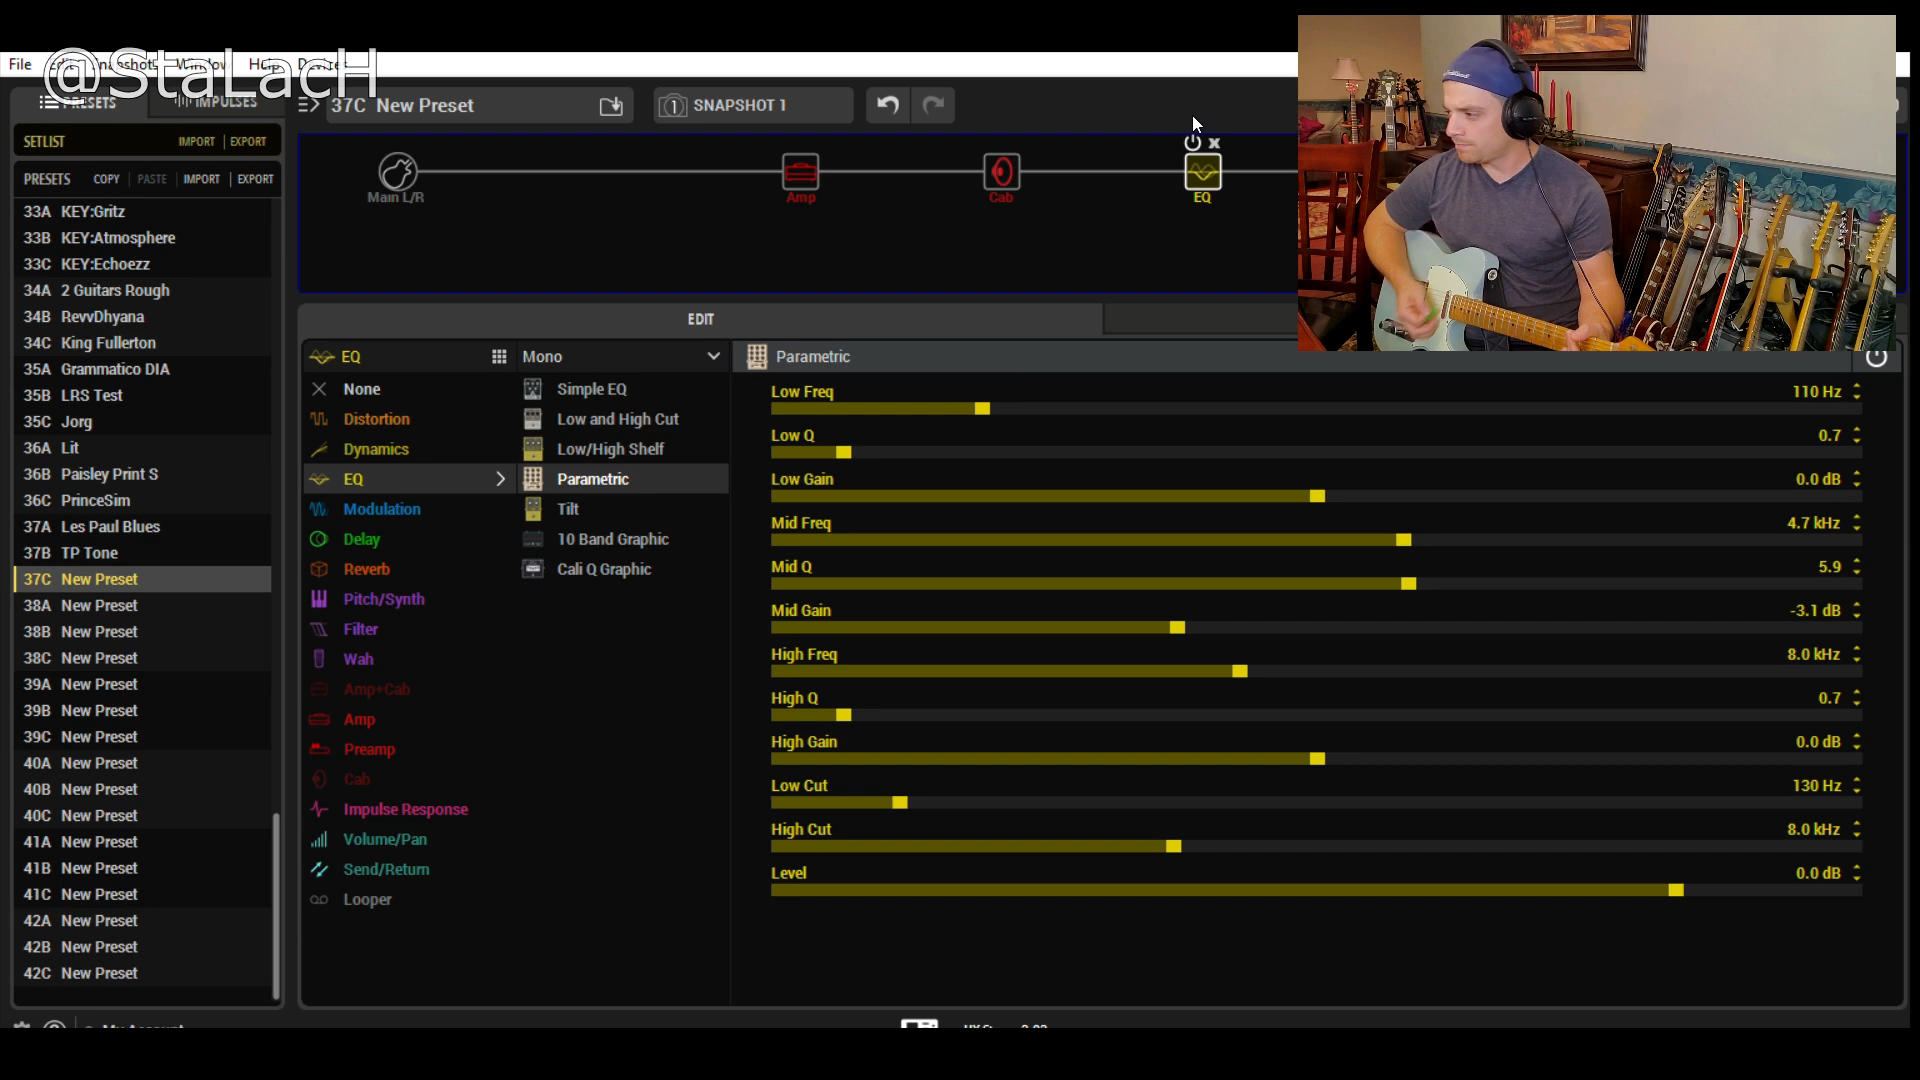 @StaLacH
File Edit Snapshots Window Help Device
PRESETS
IMPULSES
37C New Preset
1 SNAPSHOT 1
SETLIST IMPORT | EXPORT
PRESETS COPY | PASTE | IMPORT | EXPORT
33A KEY:Gritz
33B KEY:Atmosphere
33C KEY:Echoezz
34A 2 Guitars Rough
34B RevvDhyana
34C King Fullerton
35A Grammatico DIA
35B LRS Test
35C Jorg
36A Lit
36B Paisley Print S
36C PrinceSim
37A Les Paul Blues
37B TP Tone
37C New Preset
38A New Preset
38B New Preset
38C New Preset
39A New Preset
39B New Preset
39C New Preset
40A New Preset
40B New Preset
40C New Preset
41A New Preset
41B New Preset
41C New Preset
42A New Preset
42B New Preset
42C New Preset
My Account
Main L/R
Amp
Cab
X
EQ
EDIT
EQ
Mono
None
Distortion
Dynamics
EQ
Modulation
Delay
Reverb
Pitch/Synth
Filter
Wah
Amp+Cab
Amp
Preamp
Cab
Impulse Response
Volume/Pan
Send/Return
Looper
Simple EQ
Low and High Cut
Low/High Shelf
Parametric
Tilt
10 Band Graphic
Cali Q Graphic
Parametric
Low Freq 110 Hz
Low Q 0.7
Low Gain 0.0 dB
Mid Freq 4.7 kHz
Mid Q 5.9
Mid Gain -3.1 dB
High Freq 8.0 kHz
High Q 0.7
High Gain 0.0 dB
Low Cut 130 Hz
High Cut 8.0 kHz
Level 0.0 dB